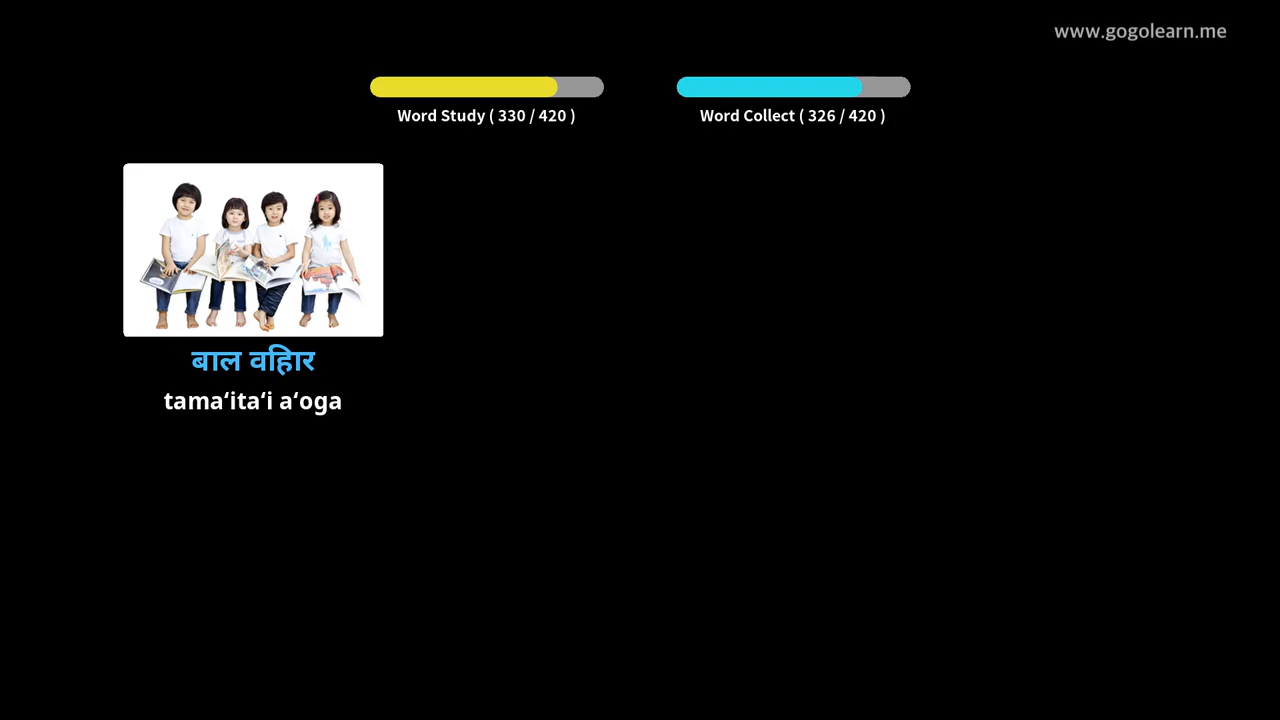 www.gogolearn.me
Word Study ( 330 / 420 )
Word Collect ( 326 / 420 )
बाल वहिार
tamaʻitaʻi aʻoga